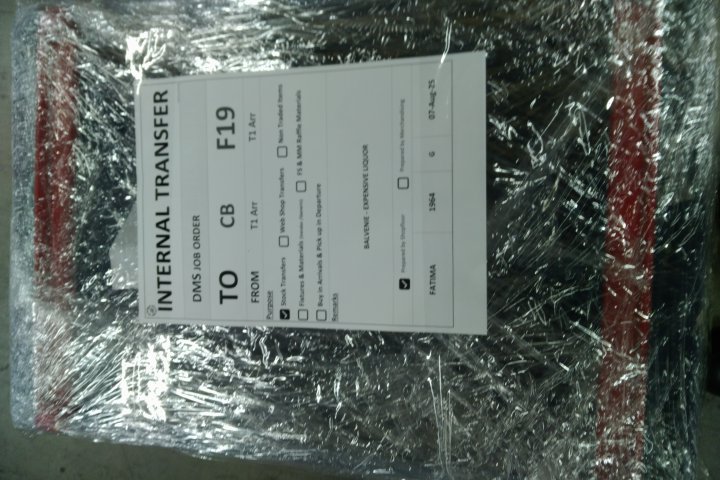 INTERNAL TRANSFER
DMS JOB ORDER
TO CB F19
FROM T1 Arr T1 Arr
Purpose
Stock Transfers Web Shop Transfers Non Traded Items
Fixtures & Materials FS & MM Raffle Materials
Buy in Arrivals & Pick up in Departure
Remarks
BALVENIE - EXPENSIVE LIQUOR
Prepared by Shopfloor Prepared by Merchandising
FATIMA 1964 G 07-Aug-25